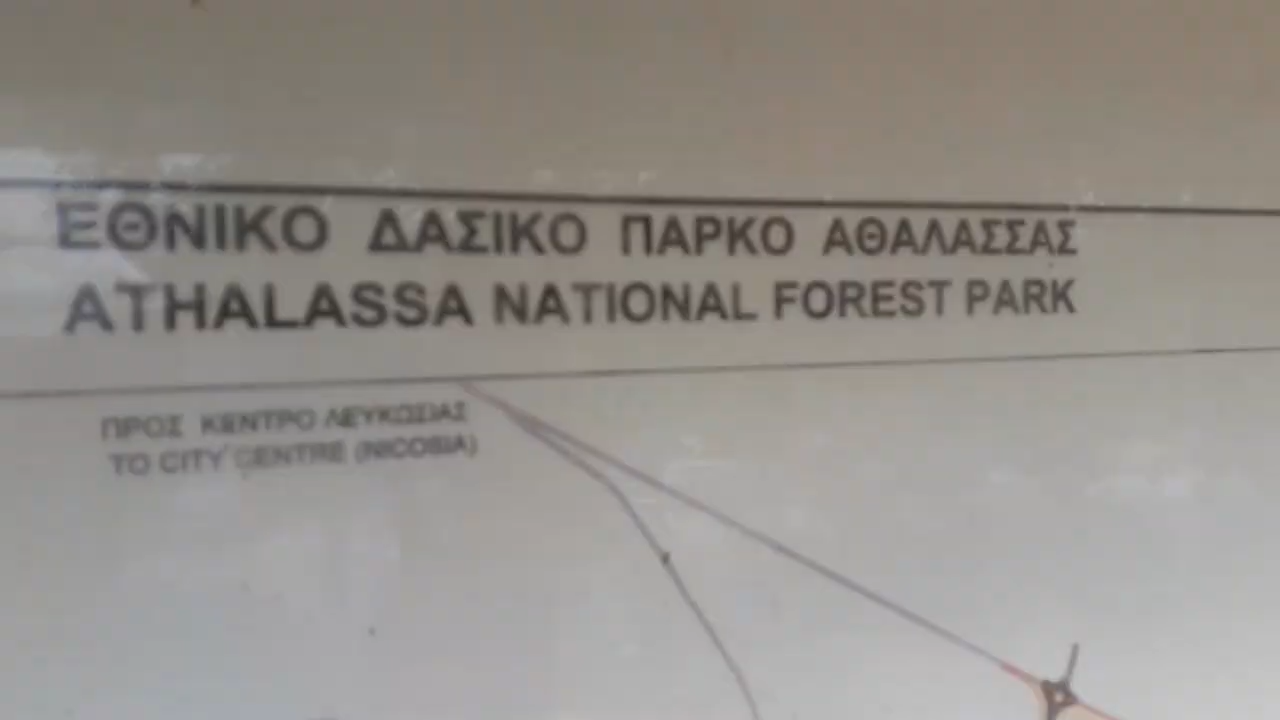 ΕΘΝΙΚΟ ΔΑΣΙΚΟ ΠΑΡΚΟ ΑΘΑΛΑΣΣΑΣ
ATHALASSA NATIONAL FOREST PARK
ΠΡΟΣ ΚΕΝΤΡΟ ΛΕΥΚΩΣΙΑΣ
TO CITY CENTRE (NICOSIA)